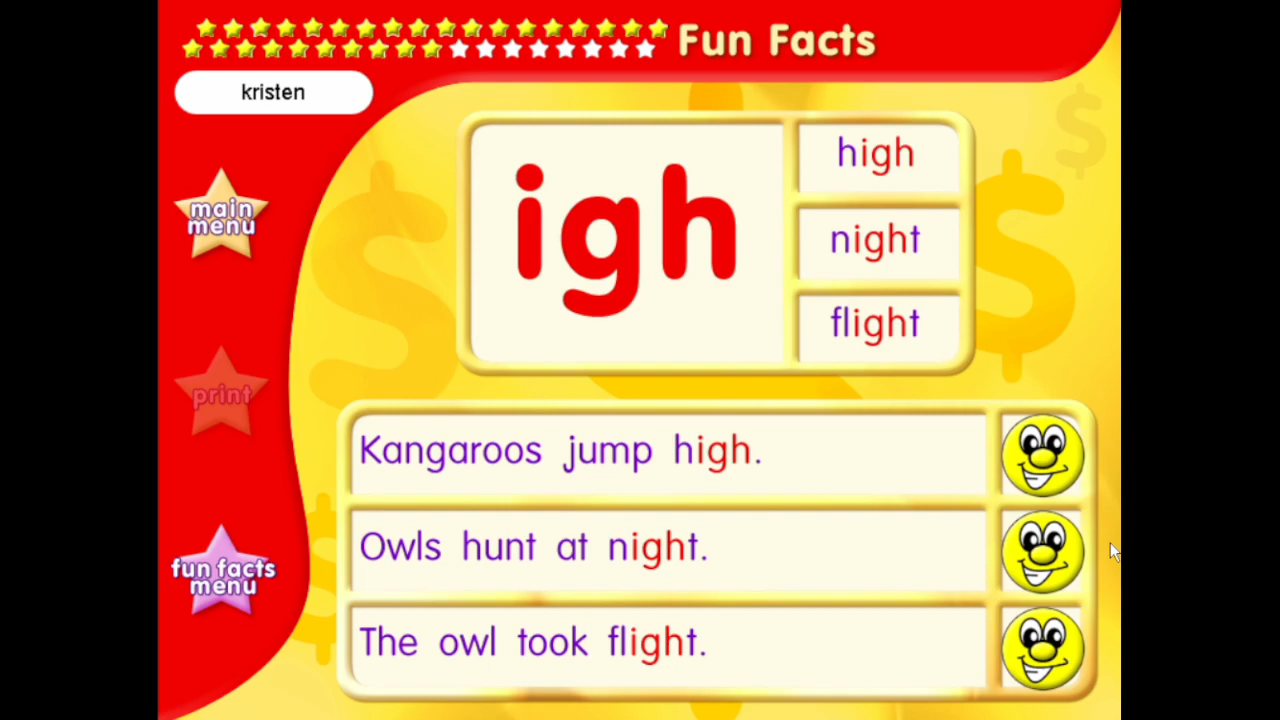 Fun Facts
kristen
main
menu
igh
high
night
flight
print
Kangaroos jump high.
Owls hunt at night.
fun facts
menu
The owl took flight.